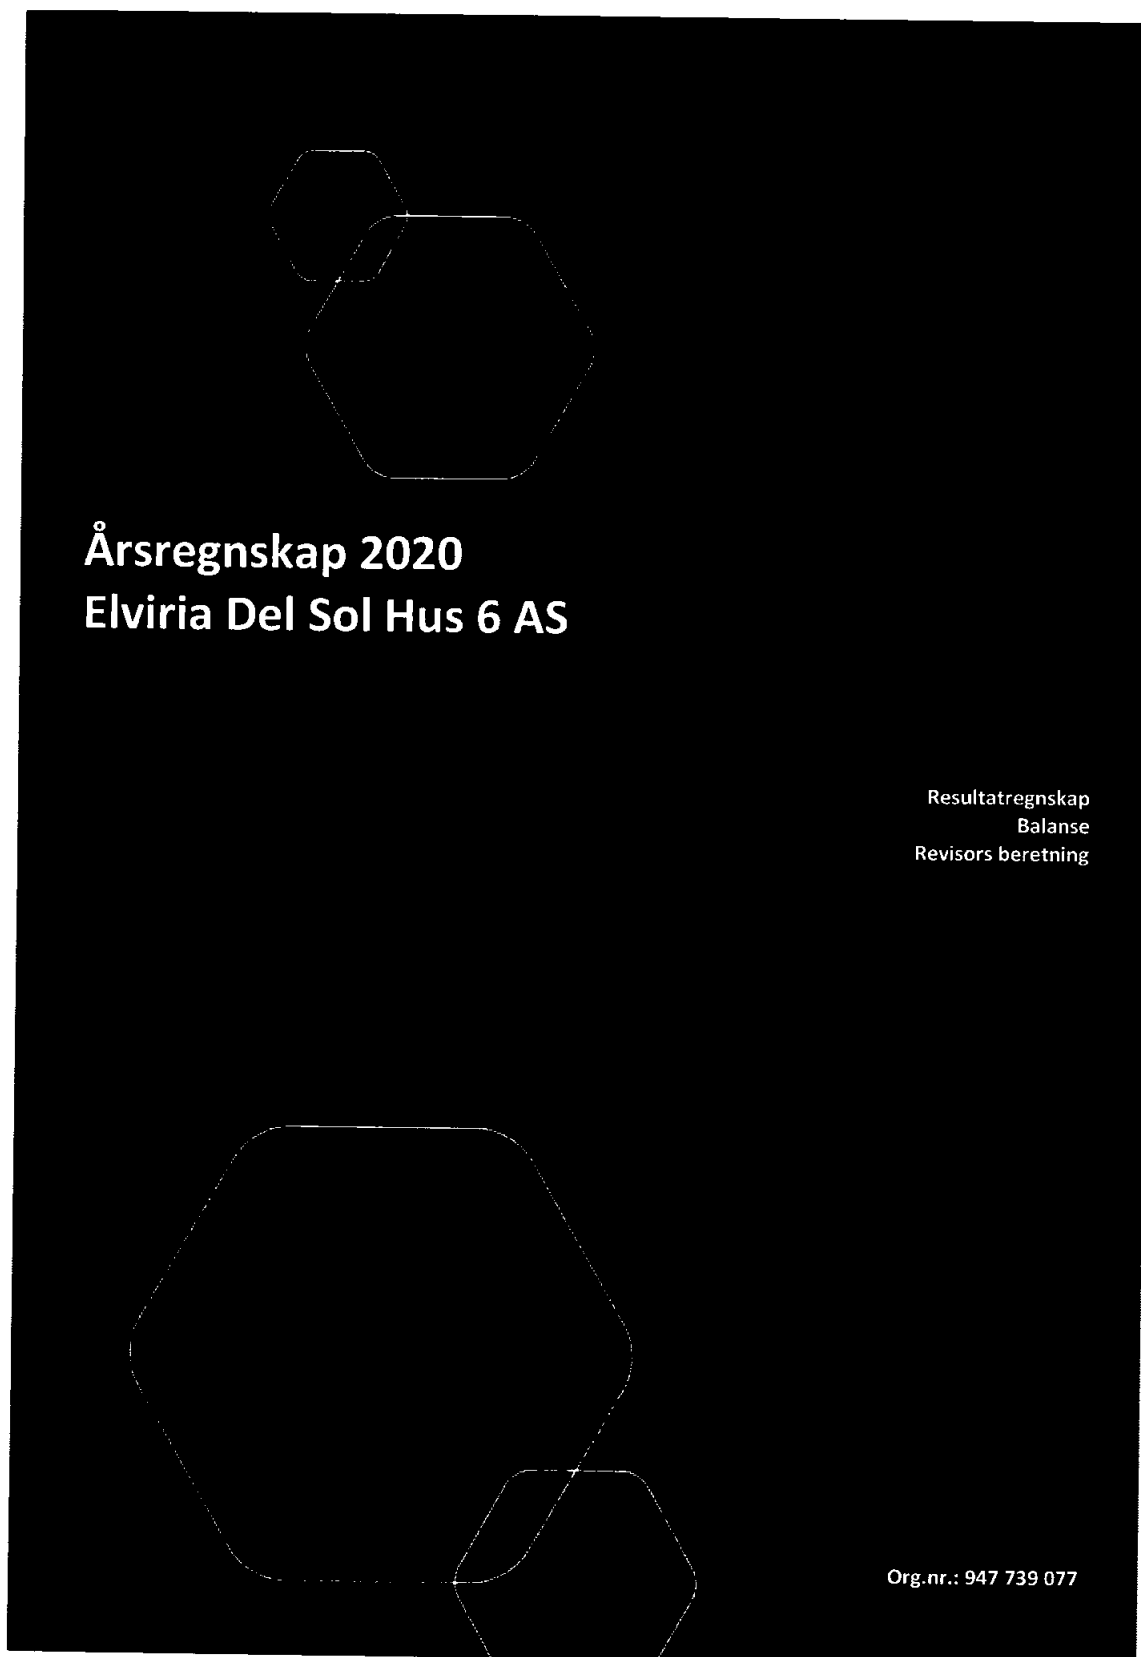 Årsregnskap 2020
Elviria Del Sol Hus 6 AS
Resultatregnskap
Balanse
Revisors beretning
Org.nr.: 947 739 077